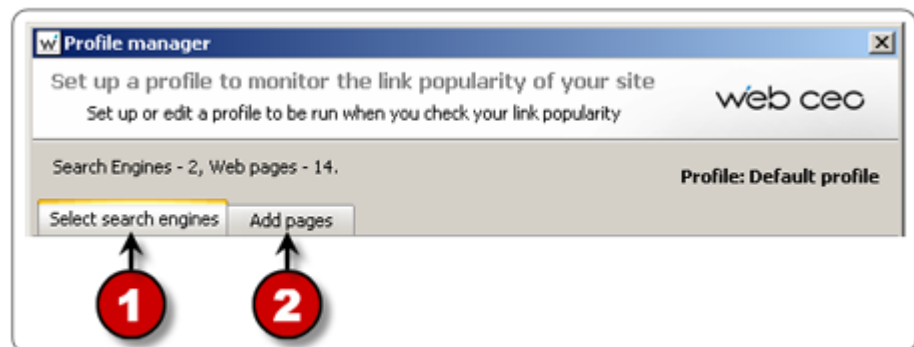 Profile manager
Set up a profile to monitor the link popularity of your site
Set up or edit a profile to be run when you check your link popularity
web ceo
Search Engines - 2, Web pages - 14.
Profile: Default profile
Select search engines Add pages
1 2